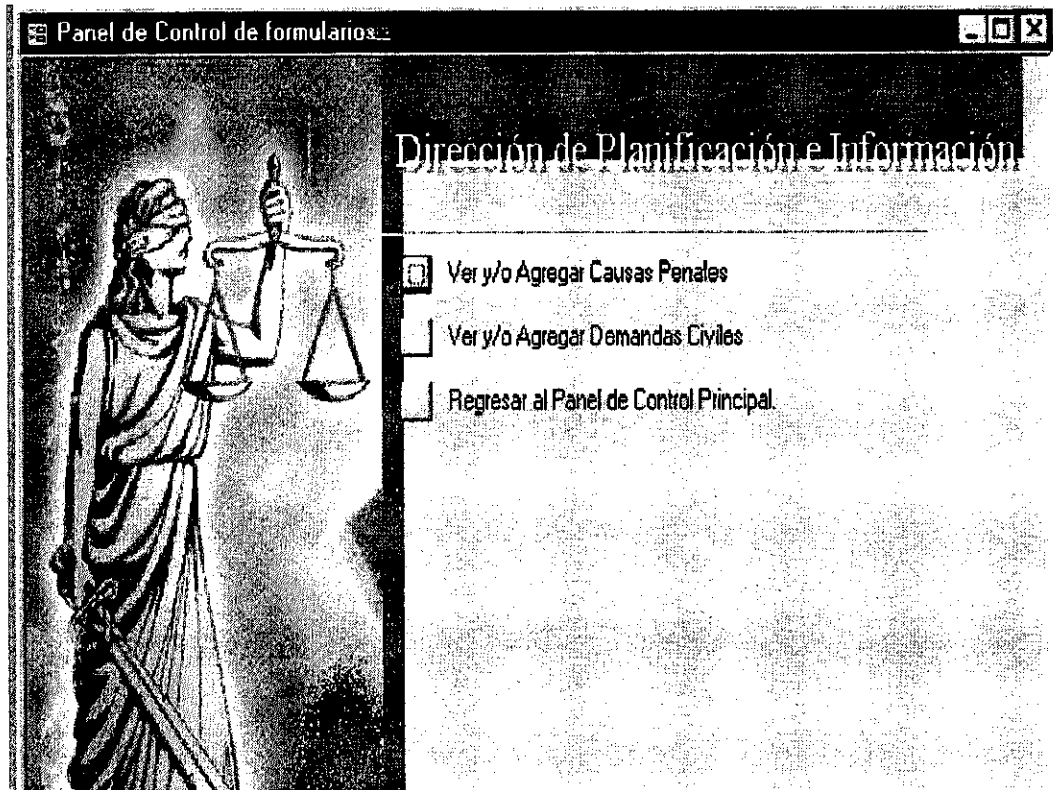 Panel de Control de formularios
Dirección de Planificación e Información
Ver y/o Agregar Causas Penales
Ver y/o Agregar Demandas Civiles
Regresar al Panel de Control Principal.